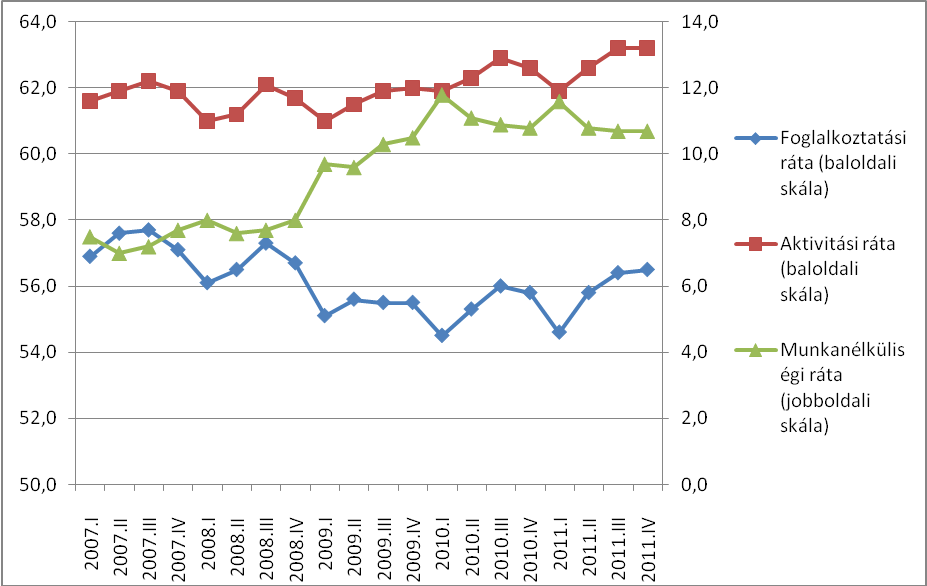 64,0
62,0
60,0
58,0
56,0
54,0
52,0
50,0
14,0
12,0
10,0
8,0
6,0
4,0
2,0
0,0
2007.I
2007.II
2007.III
2007.IV
2008.I
2008.II
2008.III
2008.IV
2009.I
2009.II
2009.III
2009.IV
2010.I
2010.II
2010.III
2010.IV
2011.I
2011.II
2011.III
2011.IV
Foglalkoztatási
ráta (baloldali
skála)
Aktivitási ráta
(baloldali
skála)
Munkanélkülis
égi ráta
(jobboldali
skála)